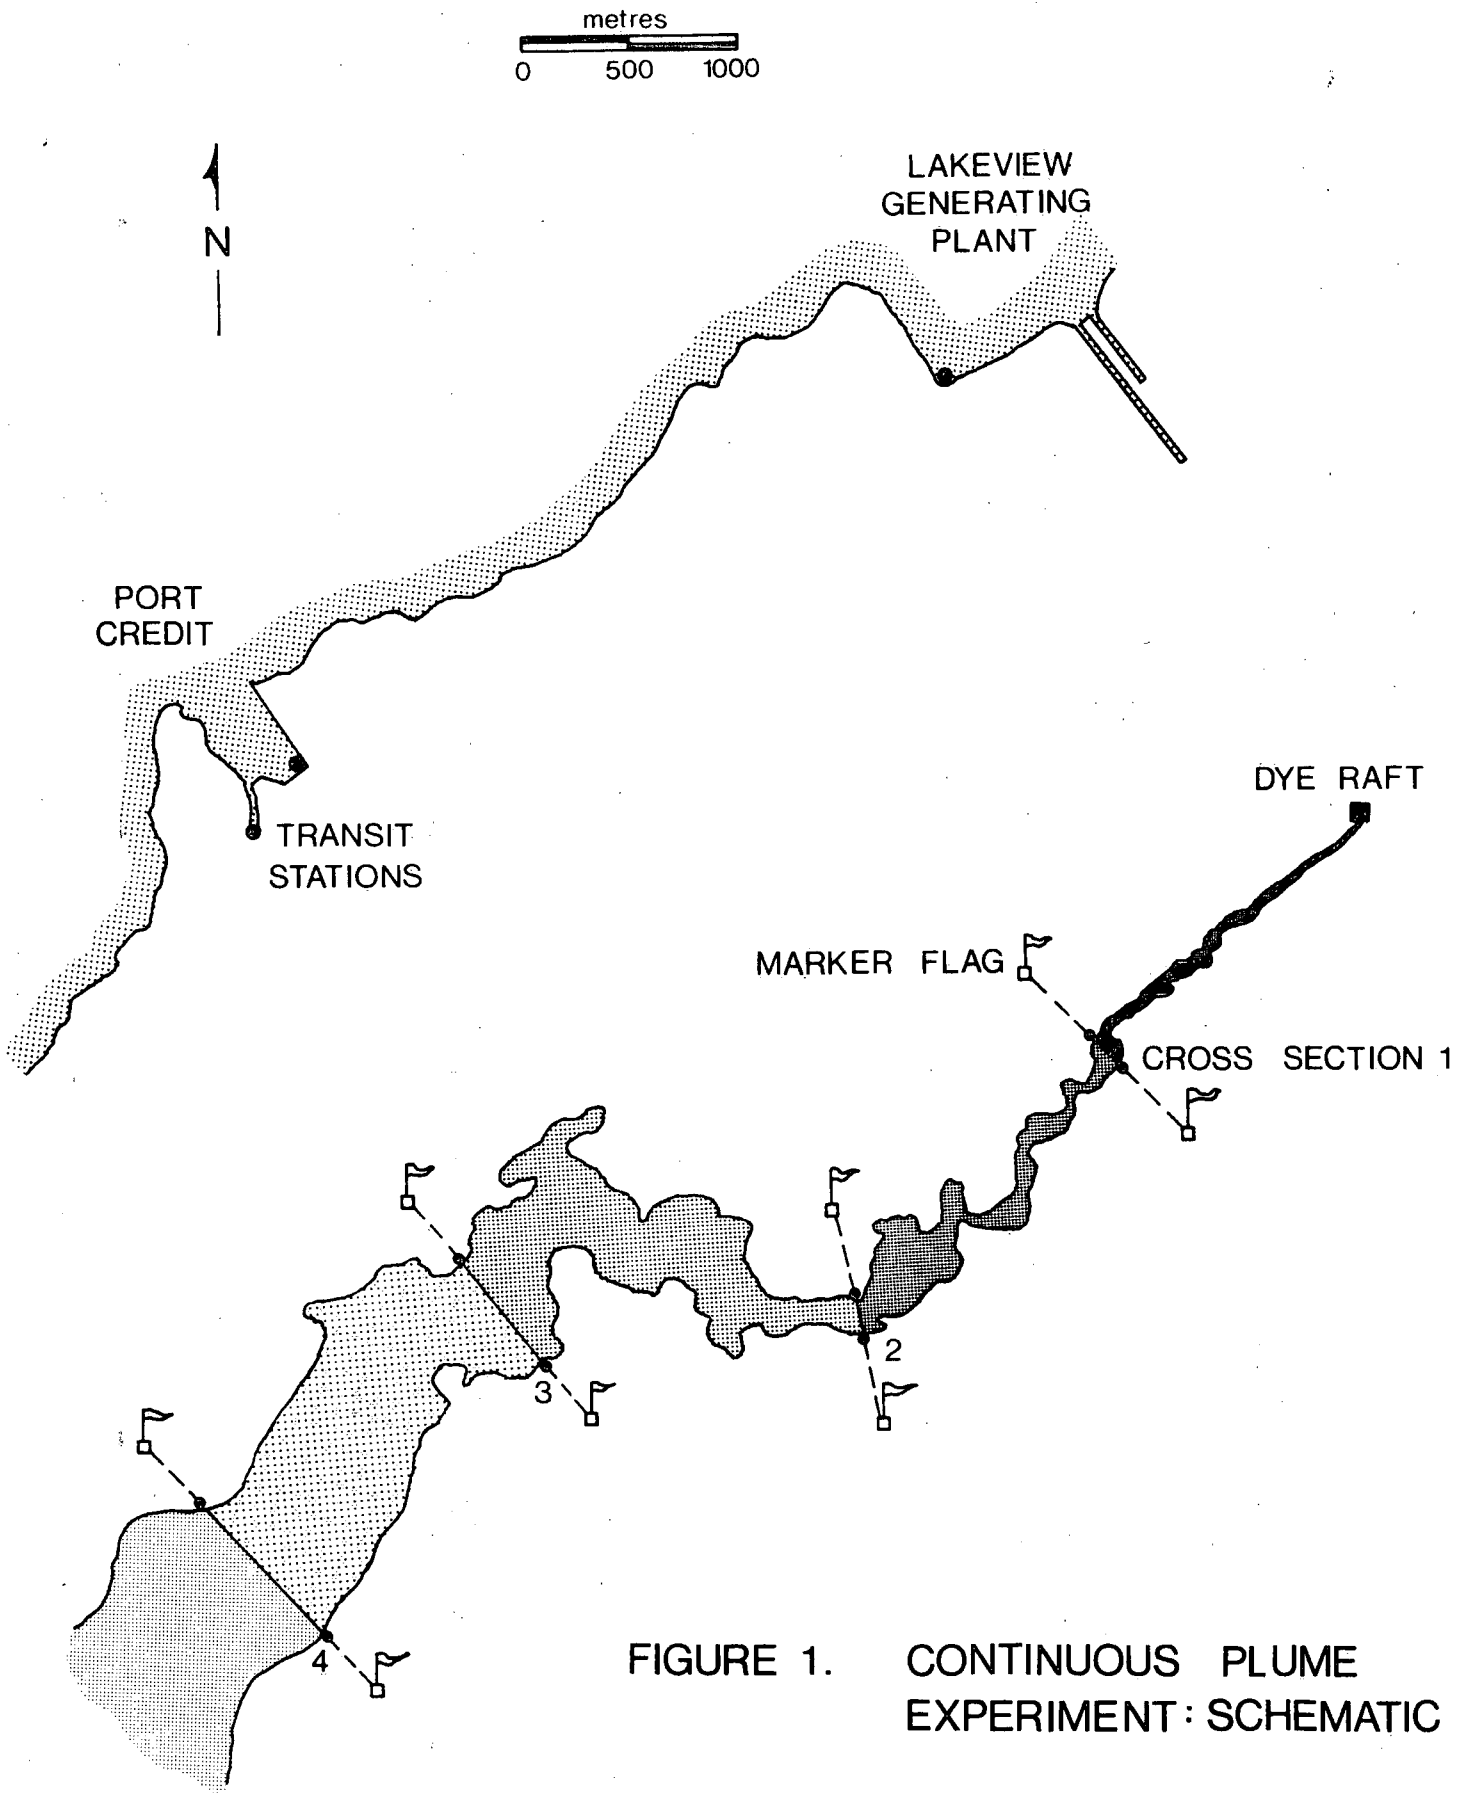 metres
0 500 1000
N
LAKEVIEW
GENERATING
PLANT
PORT
CREDIT
TRANSIT
STATIONS
DYE RAFT
MARKER FLAG
CROSS SECTION 1
2
3
4
FIGURE 1. CONTINUOUS PLUME
EXPERIMENT: SCHEMATIC